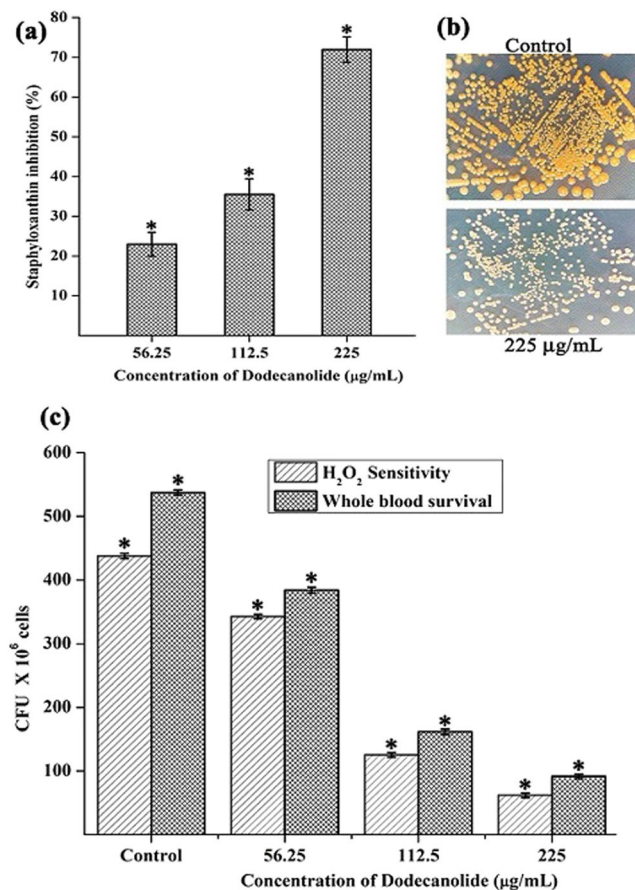 (a)
Staphyloxanthin inhibition (%)
80
70
60
50
40
30
20
10
*
*
*
56.25 112.5 225
Concentration of Dodecanolide (µg/mL)
(b)
Control
225 µg/mL
(c)
CFU X 10⁶ cells
600
500
400
300
200
100
H₂O₂ Sensitivity
Whole blood survival
* *
* *
* *
* *
Control 56.25 112.5 225
Concentration of Dodecanolide (µg/mL)